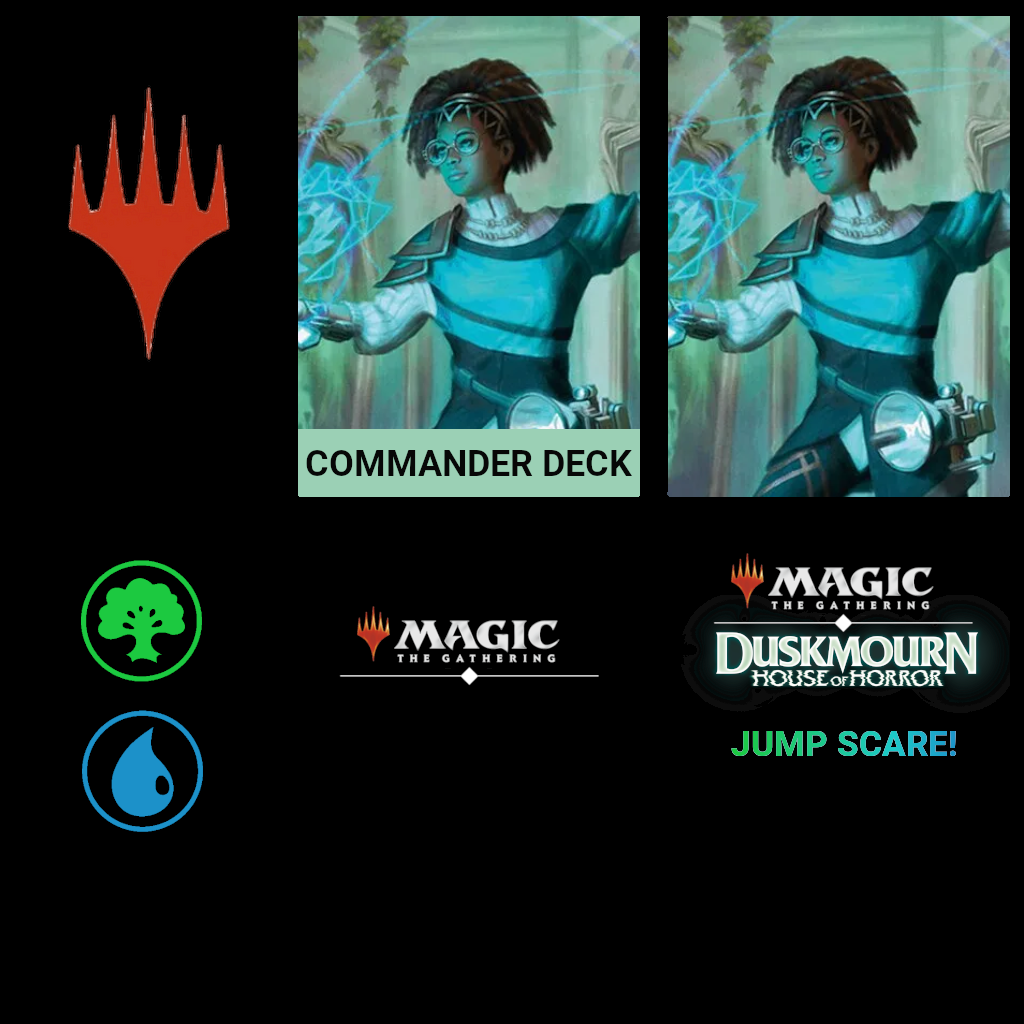 COMMANDER DECK
MAGIC
THE GATHERING
MAGIC
THE GATHERING
DUSKMOURN
HOUSE OF HORROR
JUMP SCARE!